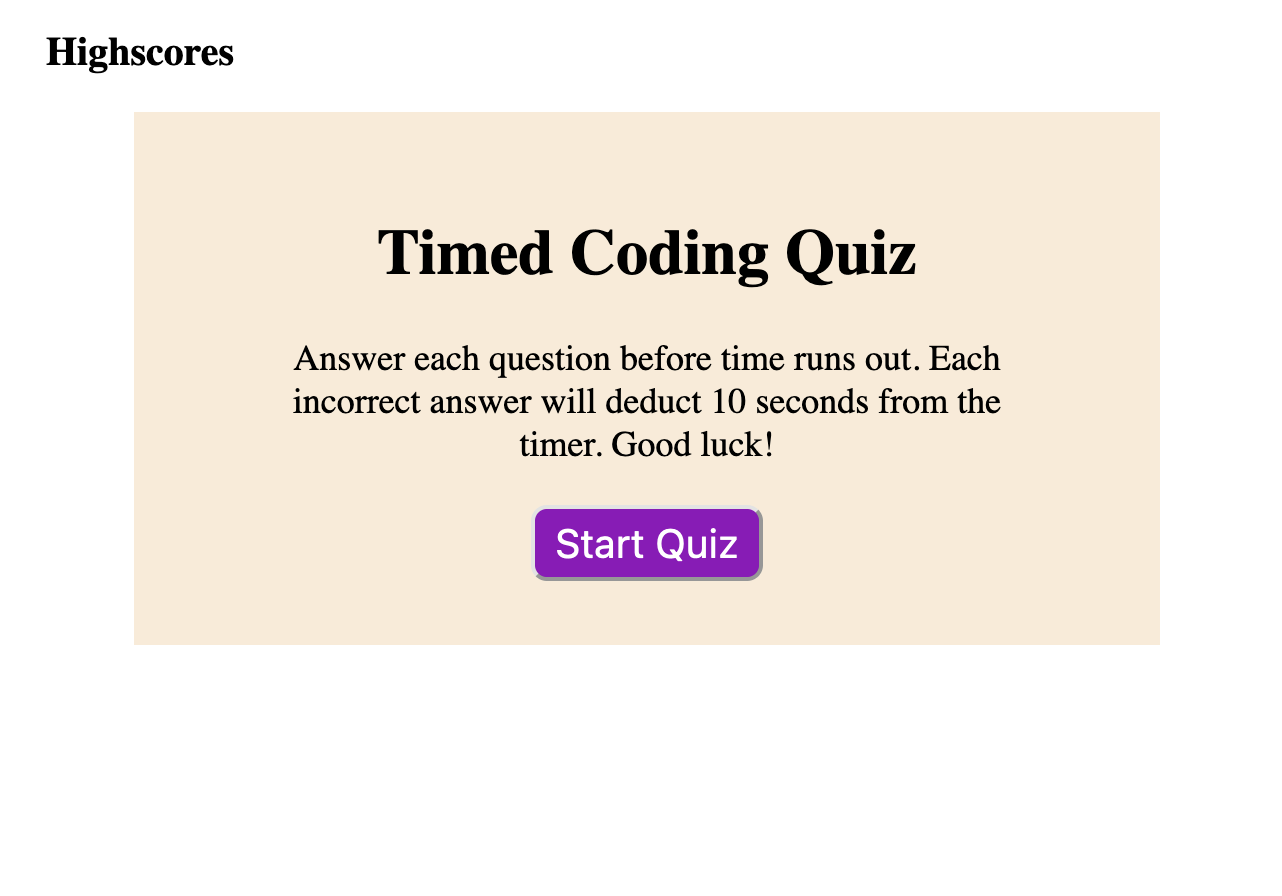 Highscores
Timed Coding Quiz
Answer each question before time runs out. Each
incorrect answer will deduct 10 seconds from the
timer. Good luck!
Start Quiz